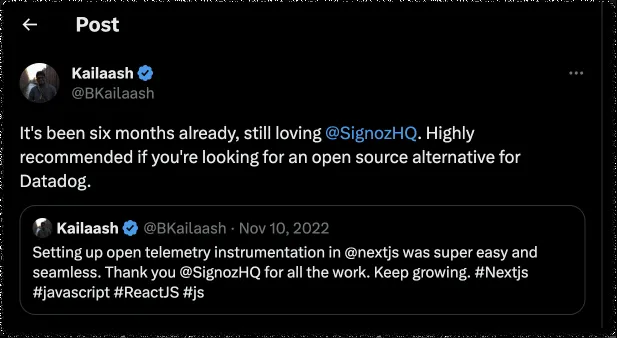 Post
Kailaash
@BKailaash
It's been six months already, still loving @SignozHQ. Highly
recommended if you're looking for an open source alternative for
Datadog.
Kailaash @BKailaash · Nov 10, 2022
Setting up open telemetry instrumentation in @nextjs was super easy and
seamless. Thank you @SignozHQ for all the work. Keep growing. #Nextjs
#javascript #ReactJS #js